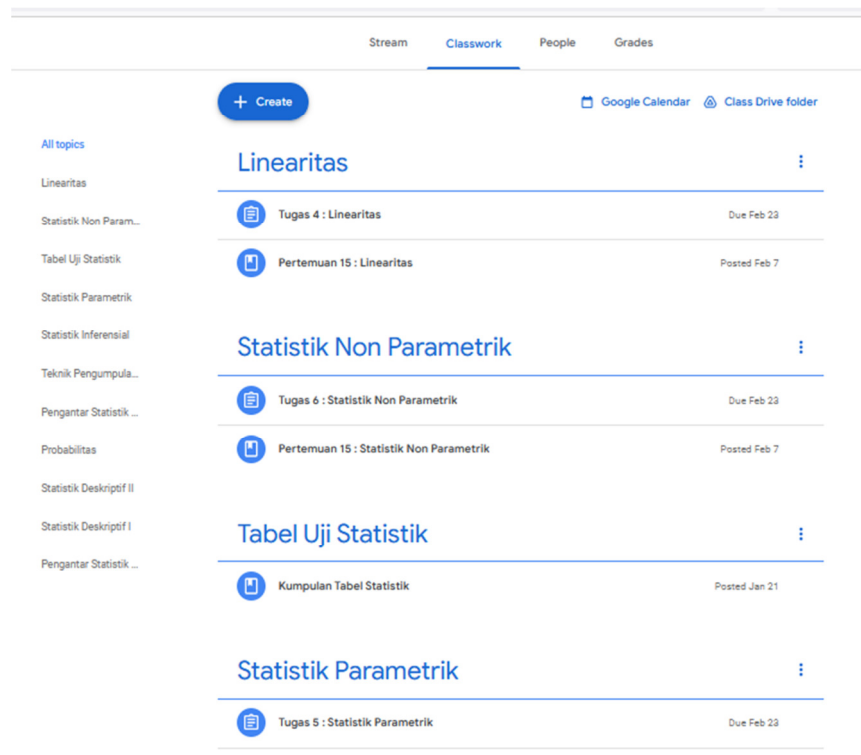 Stream Classwork People Grades
+ Create
Google Calendar Class Drive folder
All topics
Linearitas
Statistik Non Param...
Tabel Uji Statistik
Statistik Parametrik
Statistik Inferensial
Teknik Pengumpula...
Pengantar Statistik ...
Probabilitas
Statistik Deskriptif II
Statistik Deskriptif I
Pengantar Statistik ...
Linearitas
Tugas 4 : Linearitas Due Feb 23
Pertemuan 15 : Linearitas Posted Feb 7
Statistik Non Parametrik
Tugas 6 : Statistik Non Parametrik Due Feb 23
Pertemuan 15 : Statistik Non Parametrik Posted Feb 7
Tabel Uji Statistik
Kumpulan Tabel Statistik Posted Jan 21
Statistik Parametrik
Tugas 5 : Statistik Parametrik Due Feb 23